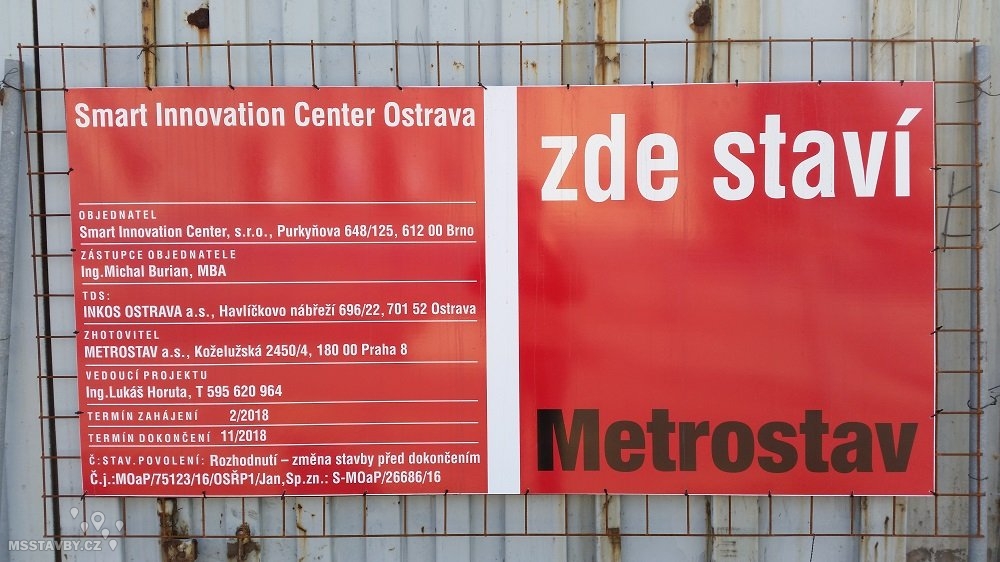 Smart Innovation Center Ostrava
OBJEDNATEL
Smart Innovation Center, s.r.o., Purkyňova 648/125, 612 00 Brno
ZÁSTUPCE OBJEDNATELE
Ing.Michal Burian, MBA
TDS:
INKOS OSTRAVA a.s., Havlíčkovo nábřeží 696/22, 701 52 Ostrava
ZHOTOVITEL
METROSTAV a.s., Koželužská 2450/4, 180 00 Praha 8
VEDOUCÍ PROJEKTU
Ing.Lukáš Horuta, T 595 620 964
TERMÍN ZAHÁJENÍ 2/2018
TERMÍN DOKONČENÍ 11/2018
Č:STAV.POVOLENÍ: Rozhodnutí – změna stavby před dokončením
Č.j.:MOaP/75123/16/OSŘP1/Jan,Sp.zn.: S-MOaP/26686/16
zde staví
Metrostav
MSSTAVBY.CZ